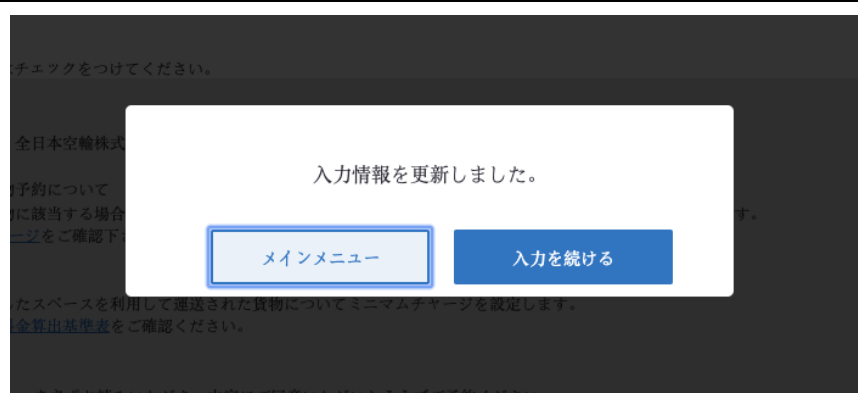 チェックをつけてください。
全日本空輸株式
予約について
に該当する場合
す。
ージをご確認下
入力情報を更新しました。
メインメニュー
入力を続ける
したスペースを利用して運送された貨物についてミニマムチャージを設定します。
金算出基準表をご確認ください。